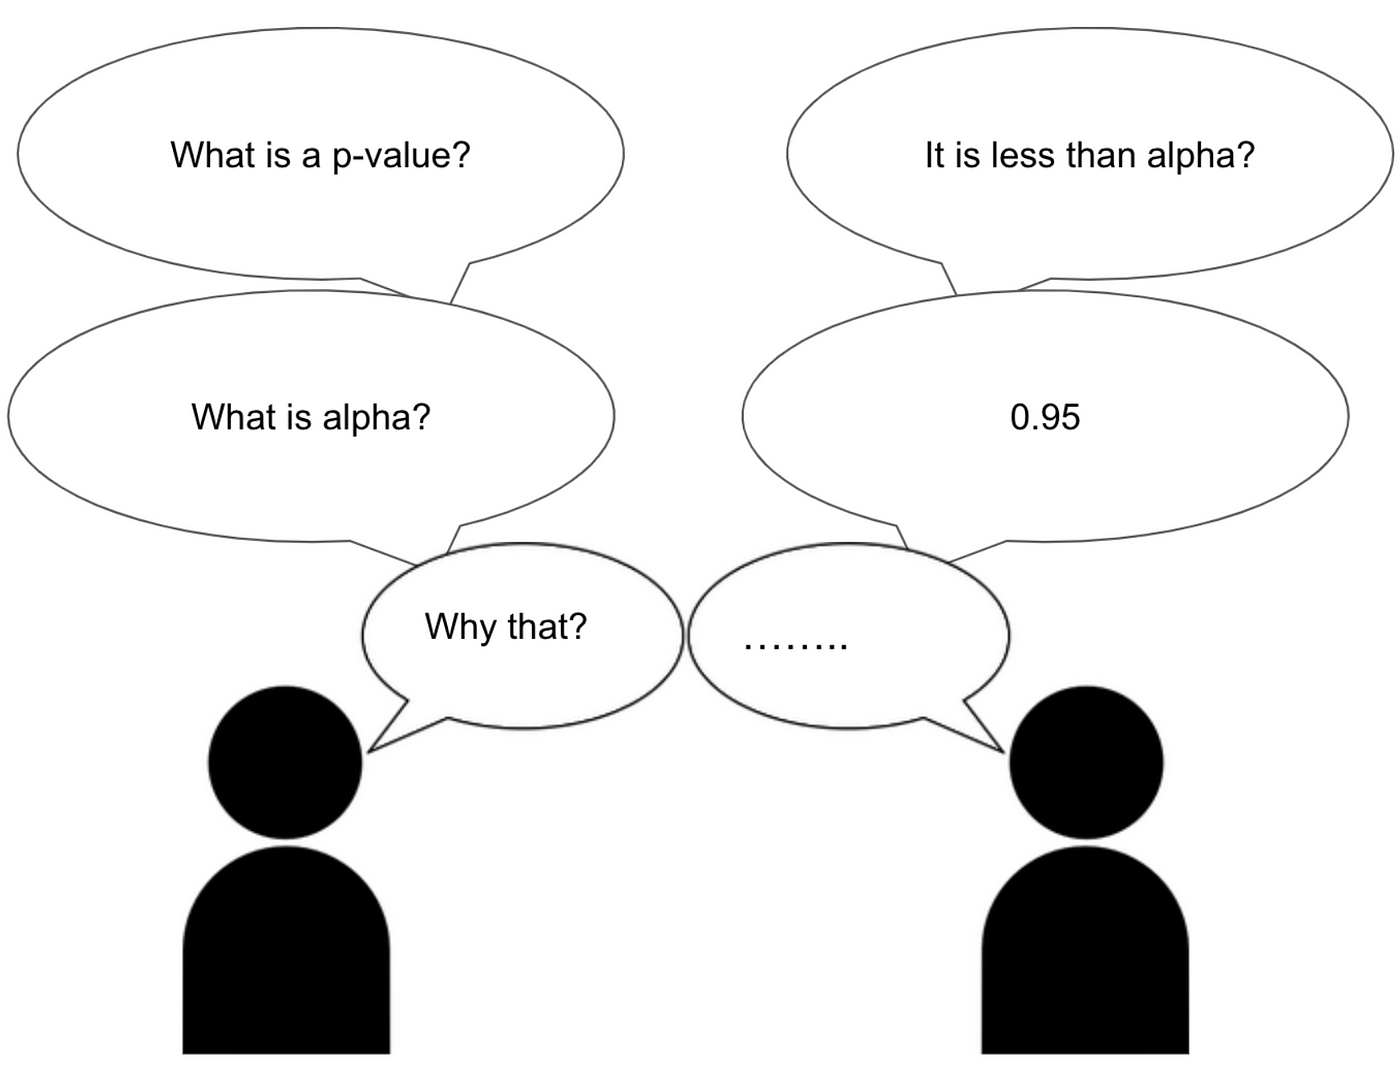 What is a p-value?
It is less than alpha?
What is alpha?
0.95
Why that?
……..